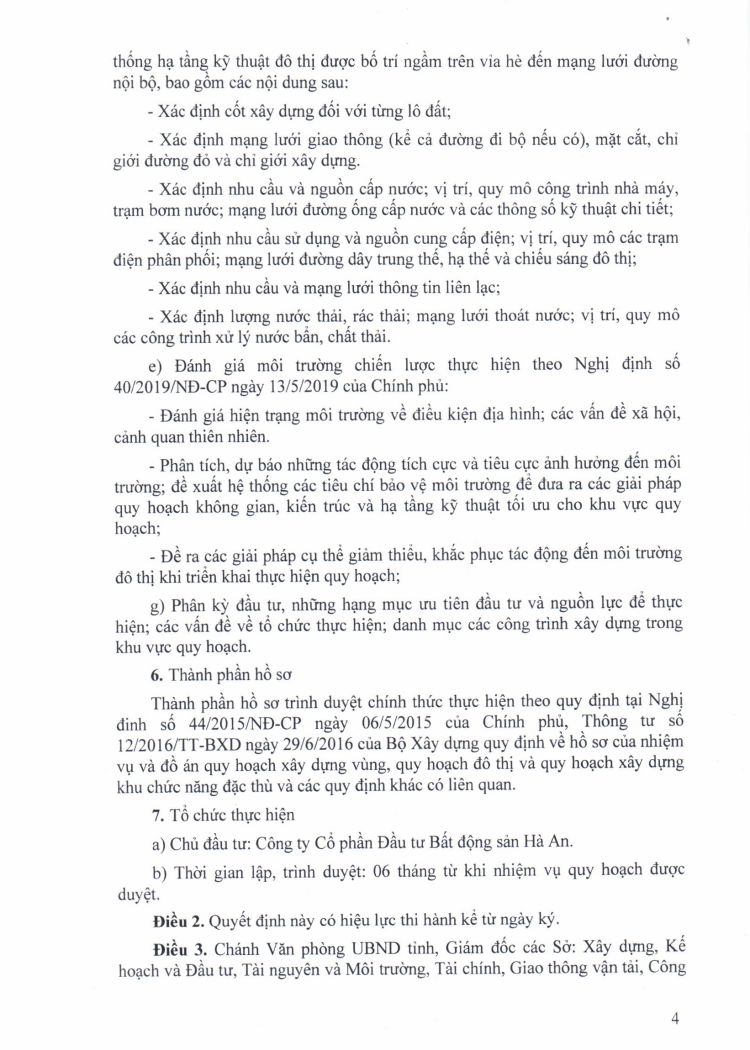 thống hạ tầng kỹ thuật đô thị được bố trí ngầm trên vỉa hè đến mạng lưới đường
nội bộ, bao gồm các nội dung sau:
- Xác định cốt xây dựng đối với từng lô đất;
- Xác định mạng lưới giao thông (kể cả đường đi bộ nếu có), mặt cắt, chỉ
giới đường đỏ và chỉ giới xây dựng.
- Xác định nhu cầu và nguồn cấp nước; vị trí, quy mô công trình nhà máy,
trạm bơm nước; mạng lưới đường ống cấp nước và các thông số kỹ thuật chi tiết;
- Xác định nhu cầu sử dụng và nguồn cung cấp điện; vị trí, quy mô các trạm
điện phân phối; mạng lưới đường dây trung thế, hạ thế và chiếu sáng đô thị;
- Xác định nhu cầu và mạng lưới thông tin liên lạc;
- Xác định lượng nước thải, rác thải; mạng lưới thoát nước; vị trí, quy mô
các công trình xử lý nước bẩn, chất thải.
e) Đánh giá môi trường chiến lược thực hiện theo Nghị định số
40/2019/NĐ-CP ngày 13/5/2019 của Chính phủ:
- Đánh giá hiện trạng môi trường về điều kiện địa hình; các vấn đề xã hội,
cảnh quan thiên nhiên.
- Phân tích, dự báo những tác động tích cực và tiêu cực ảnh hưởng đến môi
trường; đề xuất hệ thống các tiêu chí bảo vệ môi trường để đưa ra các giải pháp
quy hoạch không gian, kiến trúc và hạ tầng kỹ thuật tối ưu cho khu vực quy
hoạch;
- Đề ra các giải pháp cụ thể giảm thiểu, khắc phục tác động đến môi trường
đô thị khi triển khai thực hiện quy hoạch;
g) Phân kỳ đầu tư, những hạng mục ưu tiên đầu tư và nguồn lực để thực
hiện; các vấn đề về tổ chức thực hiện; danh mục các công trình xây dựng trong
khu vực quy hoạch.
6. Thành phần hồ sơ
Thành phần hồ sơ trình duyệt chính thức thực hiện theo quy định tại Nghị
đinh số 44/2015/NĐ-CP ngày 06/5/2015 của Chính phủ, Thông tư số
12/2016/TT-BXD ngày 29/6/2016 của Bộ Xây dựng quy định về hồ sơ của nhiệm
vụ và đồ án quy hoạch xây dựng vùng, quy hoạch đô thị và quy hoạch xây dựng
khu chức năng đặc thù và các quy định khác có liên quan.
7. Tổ chức thực hiện
a) Chủ đầu tư: Công ty Cổ phần Đầu tư Bất động sản Hà An.
b) Thời gian lập, trình duyệt: 06 tháng từ khi nhiệm vụ quy hoạch được
duyệt.
Điều 2. Quyết định này có hiệu lực thi hành kể từ ngày ký.
Điều 3. Chánh Văn phòng UBND tỉnh, Giám đốc các Sở: Xây dựng, Kế
hoạch và Đầu tư, Tài nguyên và Môi trường, Tài chính, Giao thông vận tải, Công
4